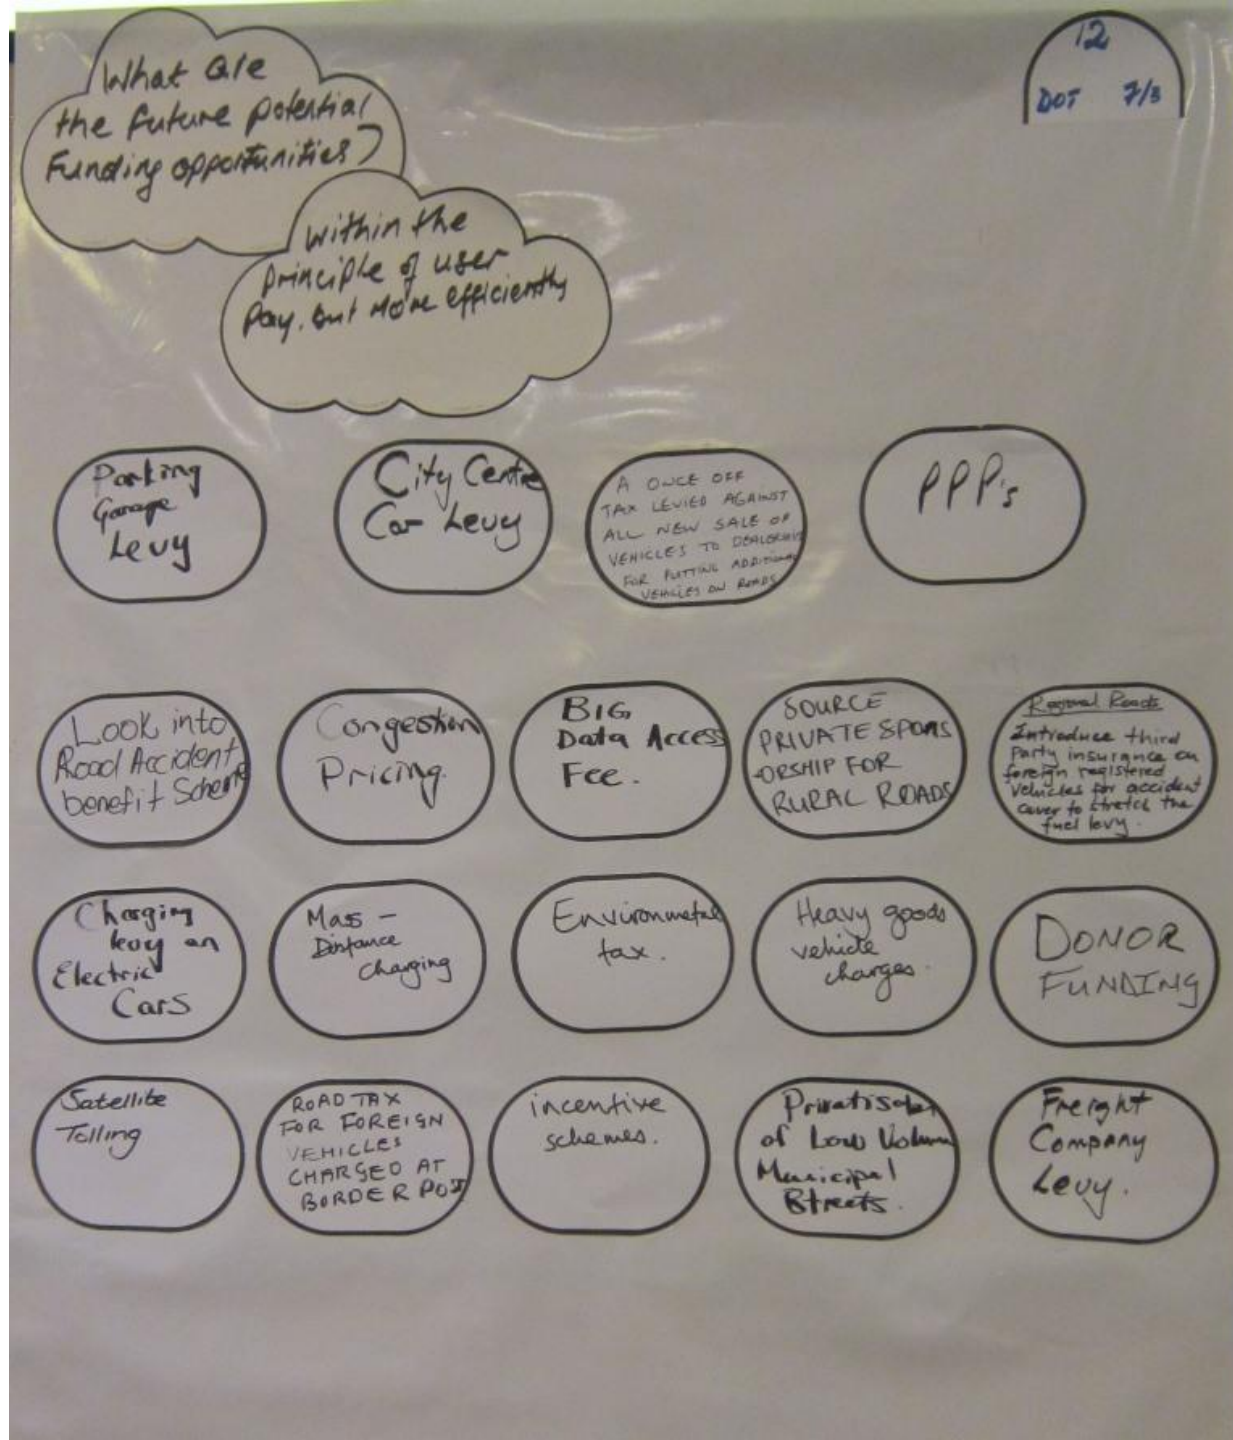 What are
the future potential
Funding opportunities?
within the
principle of user
pay. but more efficiently
12
DOT 7/3
Parking
Garage
Levy
City Centre
Car Levy
A ONCE OFF
TAX LEVIED AGAINST
ALL NEW SALE OF
VEHICLES TO DEALERSHIP
FOR PUTTING ADDITIONAL
VEHICLES ON ROADS
PPP's
Look into
Road Accident
benefit Scheme
Congestion
Pricing.
BIG
Data Access
Fee.
SOURCE
PRIVATE SPONS
-ORSHIP FOR
RURAL ROADS
Regional Roads
Introduce third
party insurance on
foreign registered
vehicles for accident
cover to stretch the
fuel levy.
Charging
levy on
Electric
Cars
Mass -
Distance
Charging
Environmetal
tax.
Heavy goods
vehicle
charges.
DONOR
FUNDING
Satellite
Tolling
ROAD TAX
FOR FOREIGN
VEHICLES
CHARGED AT
BORDER POST
incentive
schemes.
Privatisation
of Low Volume
Municipal
Streets.
Freight
Company
Levy.